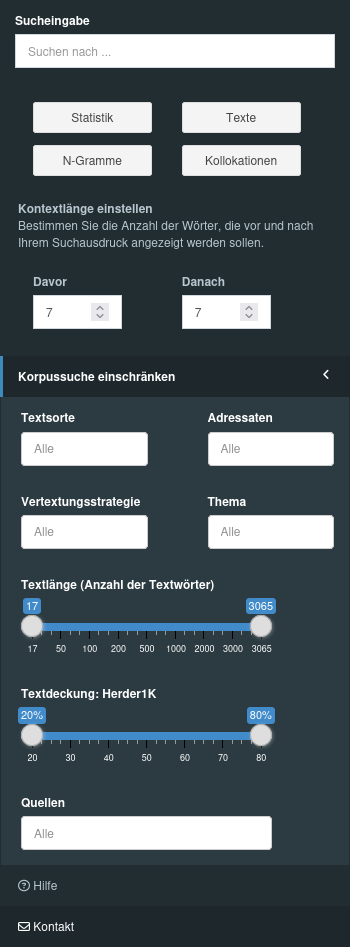 Sucheingabe
Suchen nach ...
Statistik Texte
N-Gramme Kollokationen
Kontextlänge einstellen
Bestimmen Sie die Anzahl der Wörter, die vor und nach
Ihrem Suchausdruck angezeigt werden sollen.
Davor Danach
7 7
Korpussuche einschränken
Textsorte Adressaten
Alle Alle
Vertextungsstrategie Thema
Alle Alle
Textlänge (Anzahl der Textwörter)
17 3065
17 50 100 200 500 1000 2000 3000 3065
Textdeckung: Herder1K
20% 80%
20 30 40 50 60 70 80
Quellen
Alle
Hilfe
Kontakt